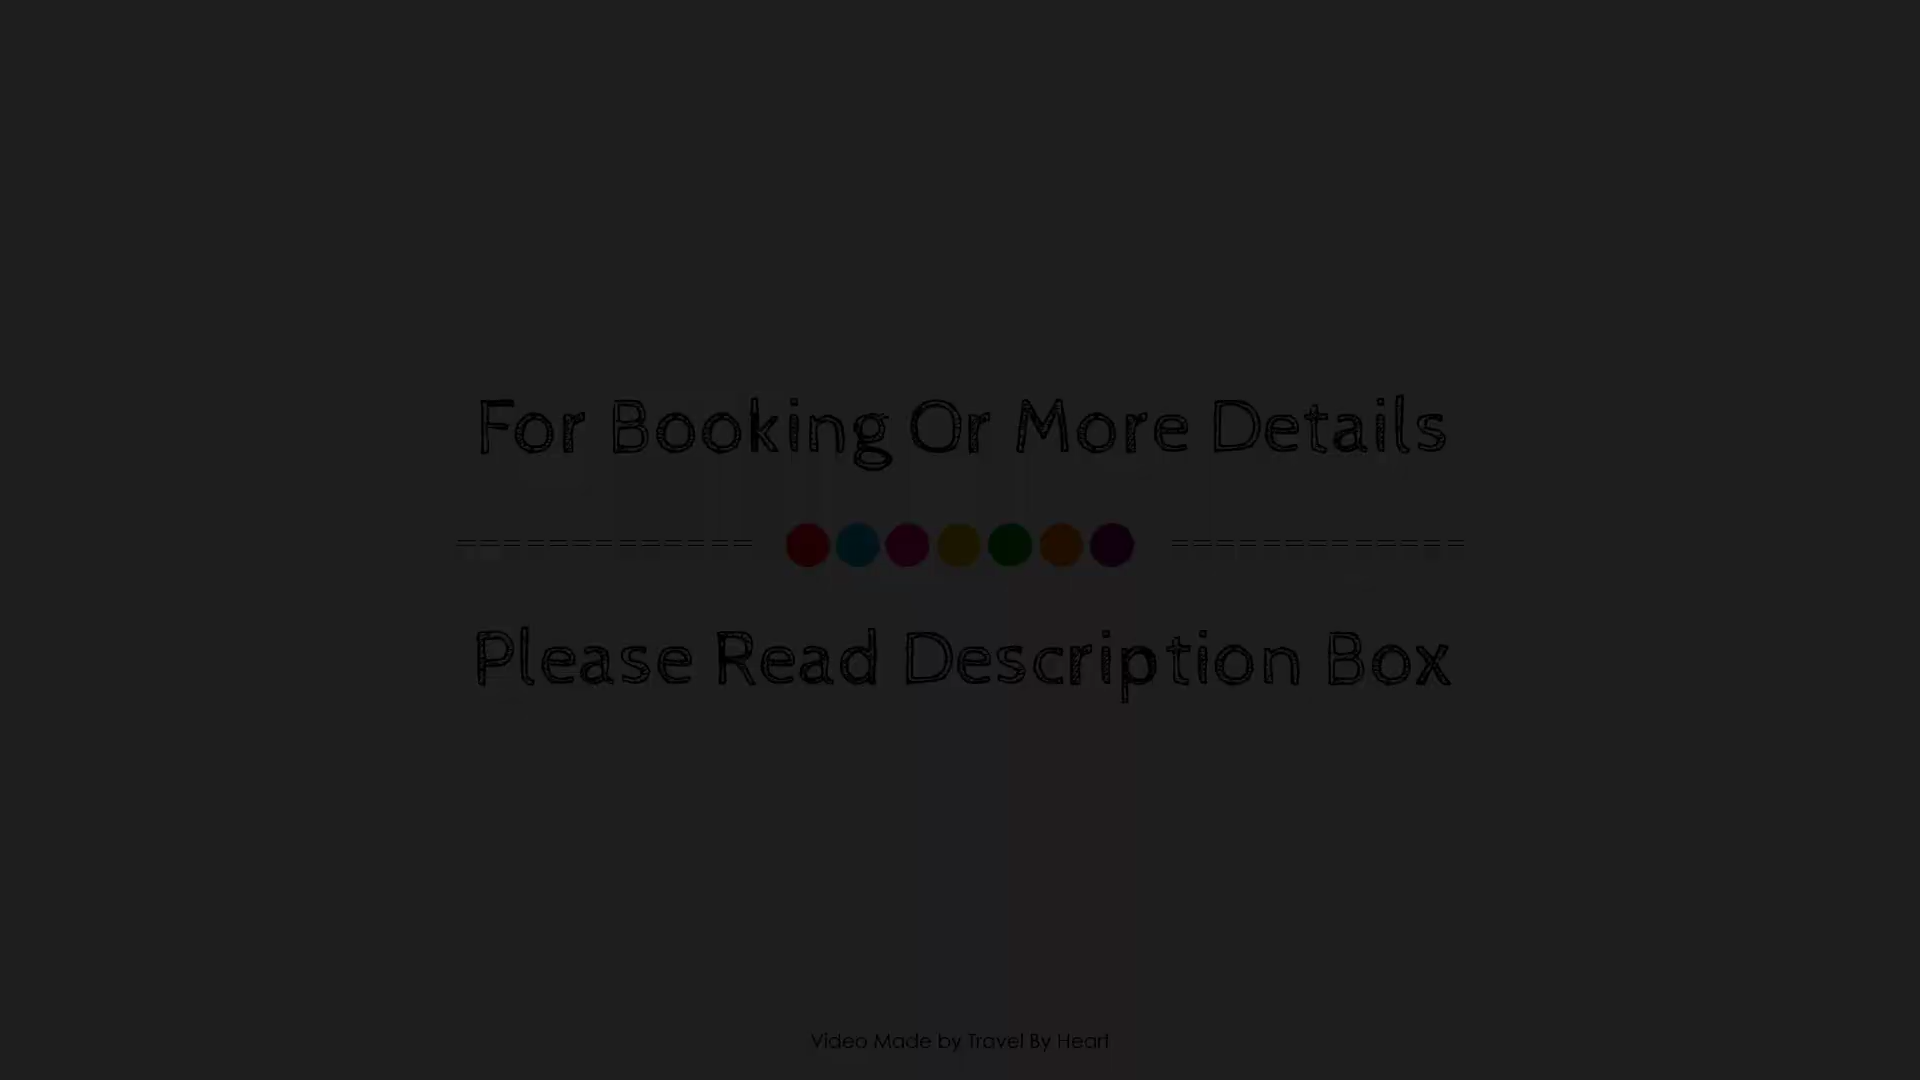 For Booking Or More Details
============= =============
Please Read Description Box
Video Made by Travel By Heart